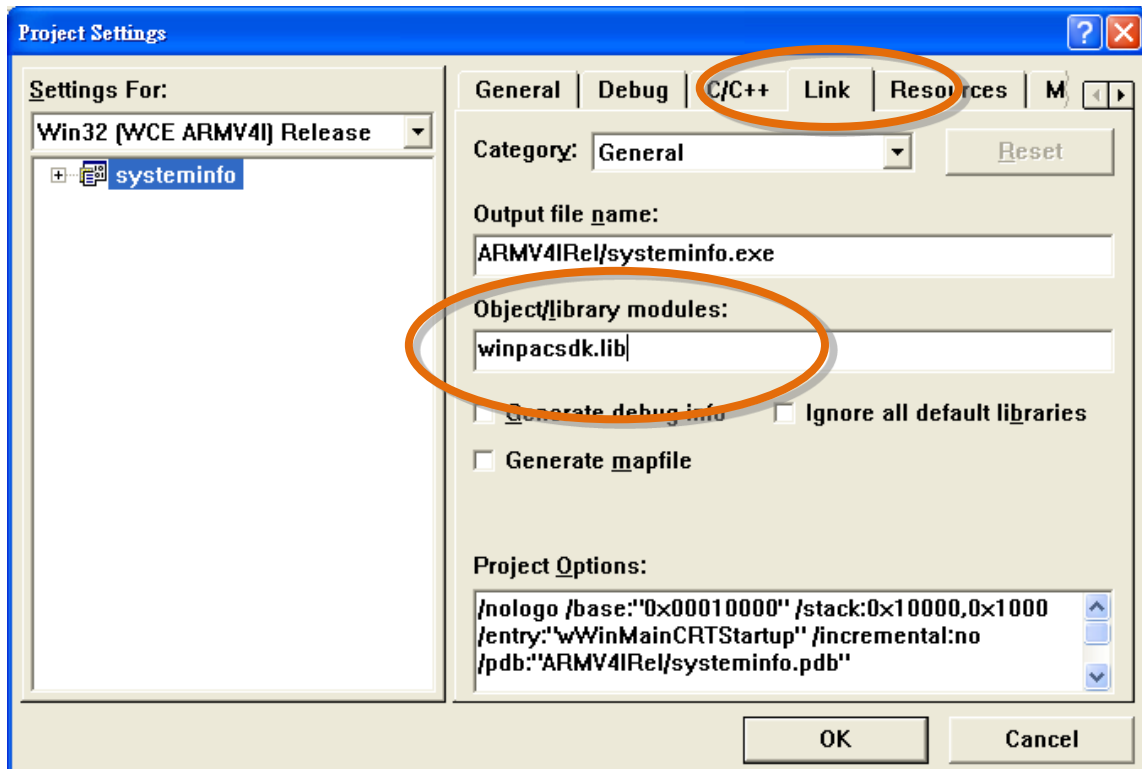 Project Settings
Settings For:
Win32 (WCE ARMV4I) Release
systeminfo
General Debug C/C++ Link Resources M
Category: General Reset
Output file name:
ARMV4IRel/systeminfo.exe
Object/library modules:
winpacsdk.lib
Generate debug info Ignore all default libraries
Generate mapfile
Project Options:
/nologo /base:"0x00010000" /stack:0x10000,0x1000
/entry:"wWinMainCRTStartup" /incremental:no
/pdb:"ARMV4IRel/systeminfo.pdb"
OK Cancel